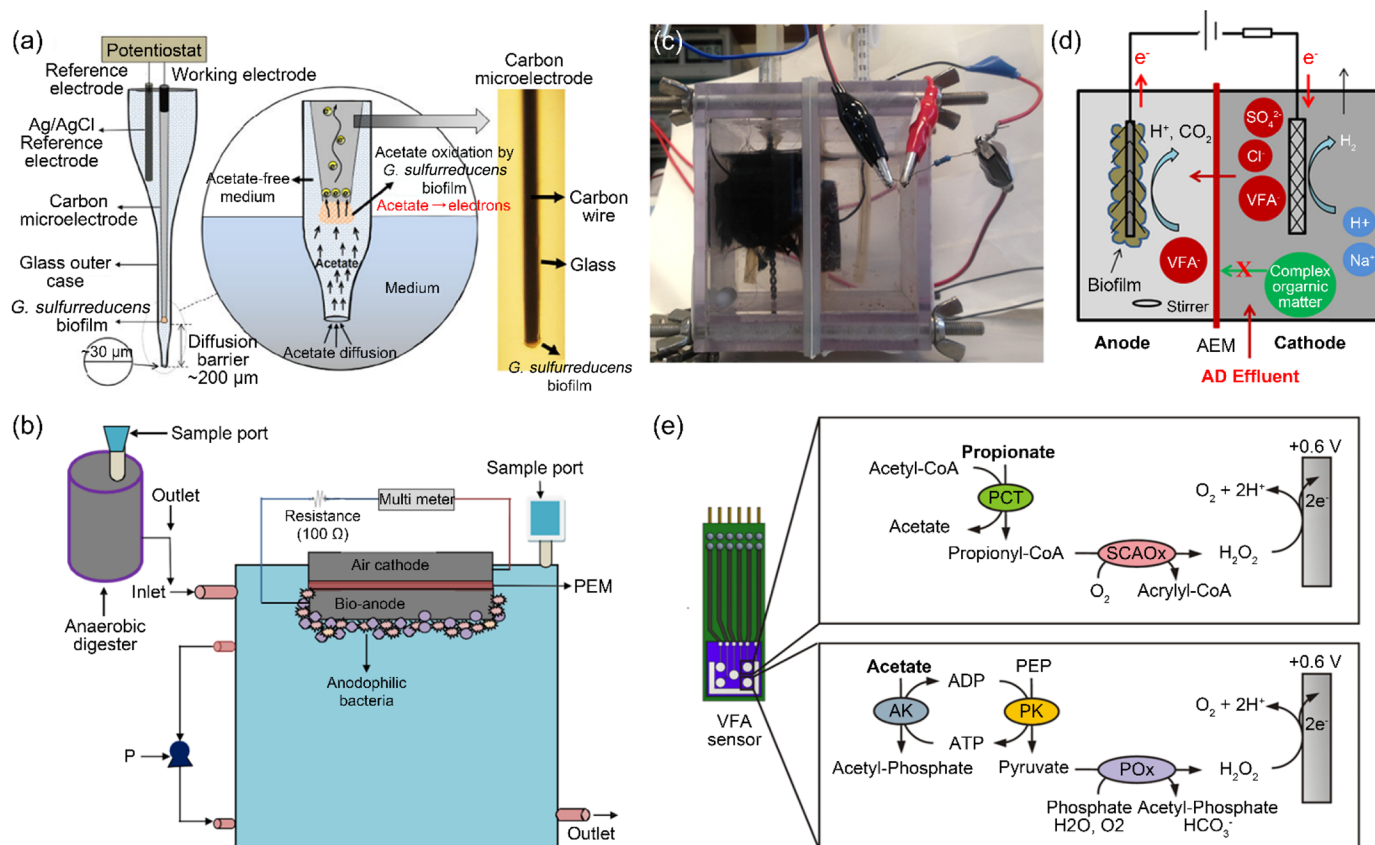 (a)
Potentiostat
Reference
electrode
Working electrode
Ag/AgCl
Reference
electrode
Carbon
microelectrode
Glass outer
case
G. sulfurreducens
biofilm
~30 µm
Diffusion
barrier
~200 µm
Acetate-free
medium
Acetate oxidation by
G. sulfurreducens
biofilm
Acetate → electrons
Acetate
Medium
Acetate diffusion
Carbon
microelectrode
Carbon
wire
Glass
G. sulfurreducens
biofilm
(c)
(d)
e⁻
e⁻
H⁺, CO₂
SO₄²⁻
Cl⁻
VFA⁻
H₂
H+
Na⁺
VFA⁻
X
Complex
orgarnic
matter
Biofilm
Stirrer
Anode
AEM
Cathode
AD Effluent
(b)
Sample port
Outlet
Inlet
Anaerobic
digester
P
Resistance
(100 Ω)
Multi meter
Sample port
Air cathode
PEM
Bio-anode
Anodophilic
bacteria
Outlet
(e)
VFA
sensor
Propionate
Acetyl-CoA
PCT
Acetate
Propionyl-CoA
SCAOx
O₂
Acrylyl-CoA
H₂O₂
O₂ + 2H⁺
2e⁻
+0.6 V
Acetate
ADP
PEP
AK
PK
ATP
Acetyl-Phosphate
Pyruvate
POx
Phosphate
H2O, O2
Acetyl-Phosphate
HCO₃⁻
H₂O₂
O₂ + 2H⁺
2e⁻
+0.6 V